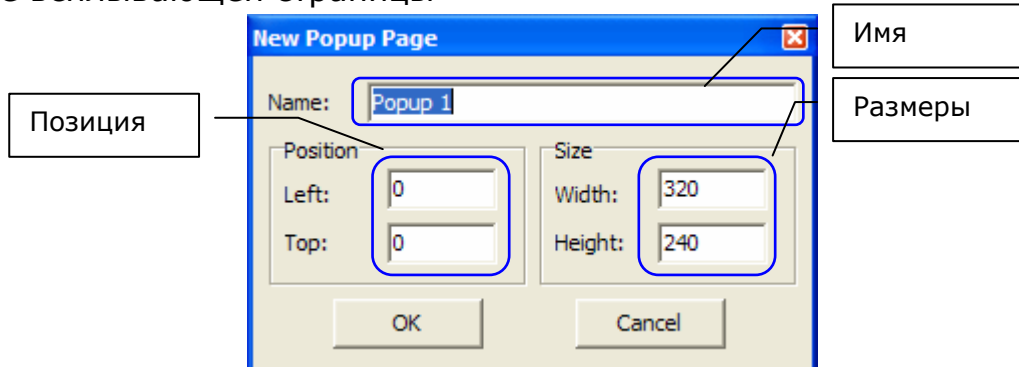 всплывающей страницы
New Popup Page
Имя
Name: Popup 1
Размеры
Позиция
Position
Left: 0
Top: 0
Size
Width: 320
Height: 240
OK
Cancel